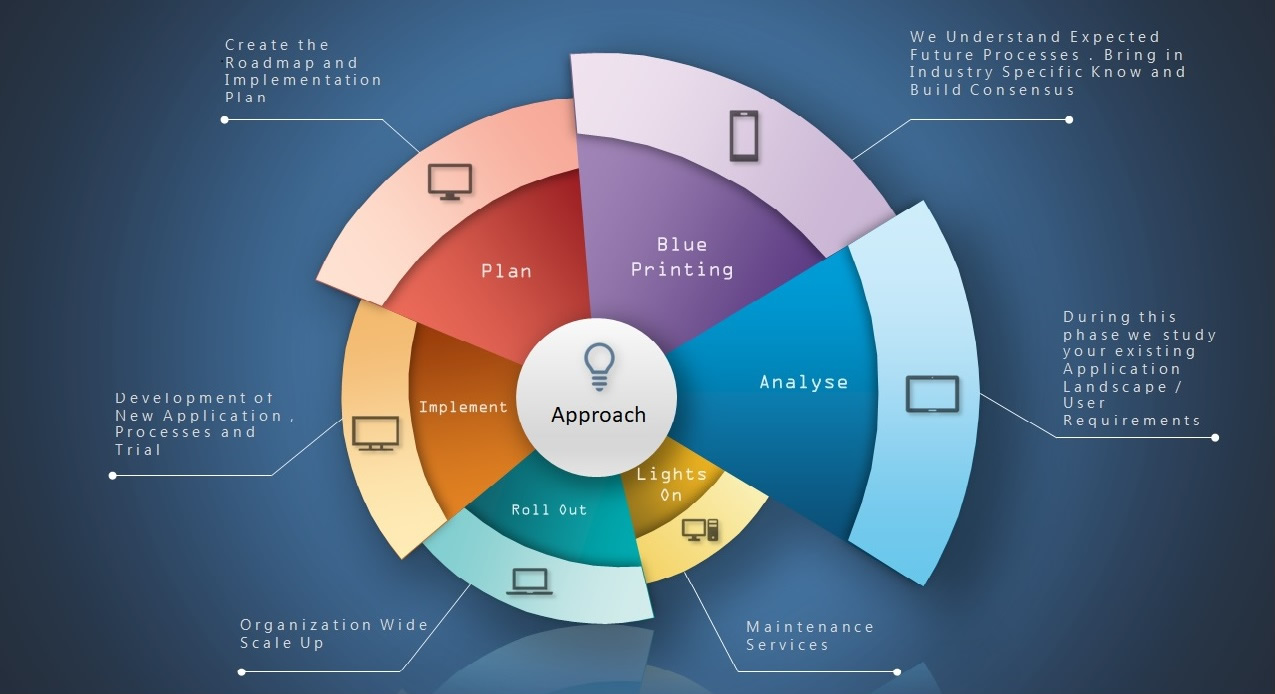 Create the
Roadmap and
Implementation
Plan
We Understand Expected
Future Processes . Bring in
Industry Specific Know and
Build Consensus
Blue
Printing
Plan
During this
phase we study
your existing
Application
Landscape /
User
Requirements
Analyse
Approach
Implement
Development of
New Application ,
Processes and
Trial
Lights
On
Roll Out
Organization Wide
Scale Up
Maintenance
Services